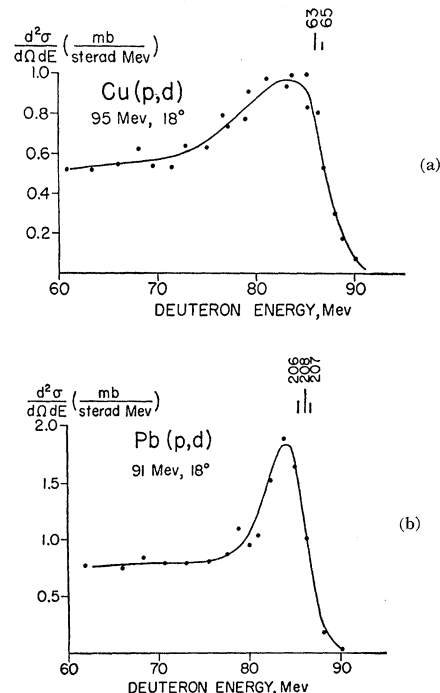 63
65
d²σ/dΩdE (mb/sterad Mev)
Cu(p,d)
95 Mev, 18°
(a)
1.0
0.8
0.6
0.4
0.2
60 70 80 90
DEUTERON ENERGY, Mev
206
208
207
d²σ/dΩdE (mb/sterad Mev)
Pb(p,d)
91 Mev, 18°
(b)
2.0
1.5
1.0
0.5
60 70 80 90
DEUTERON ENERGY, Mev